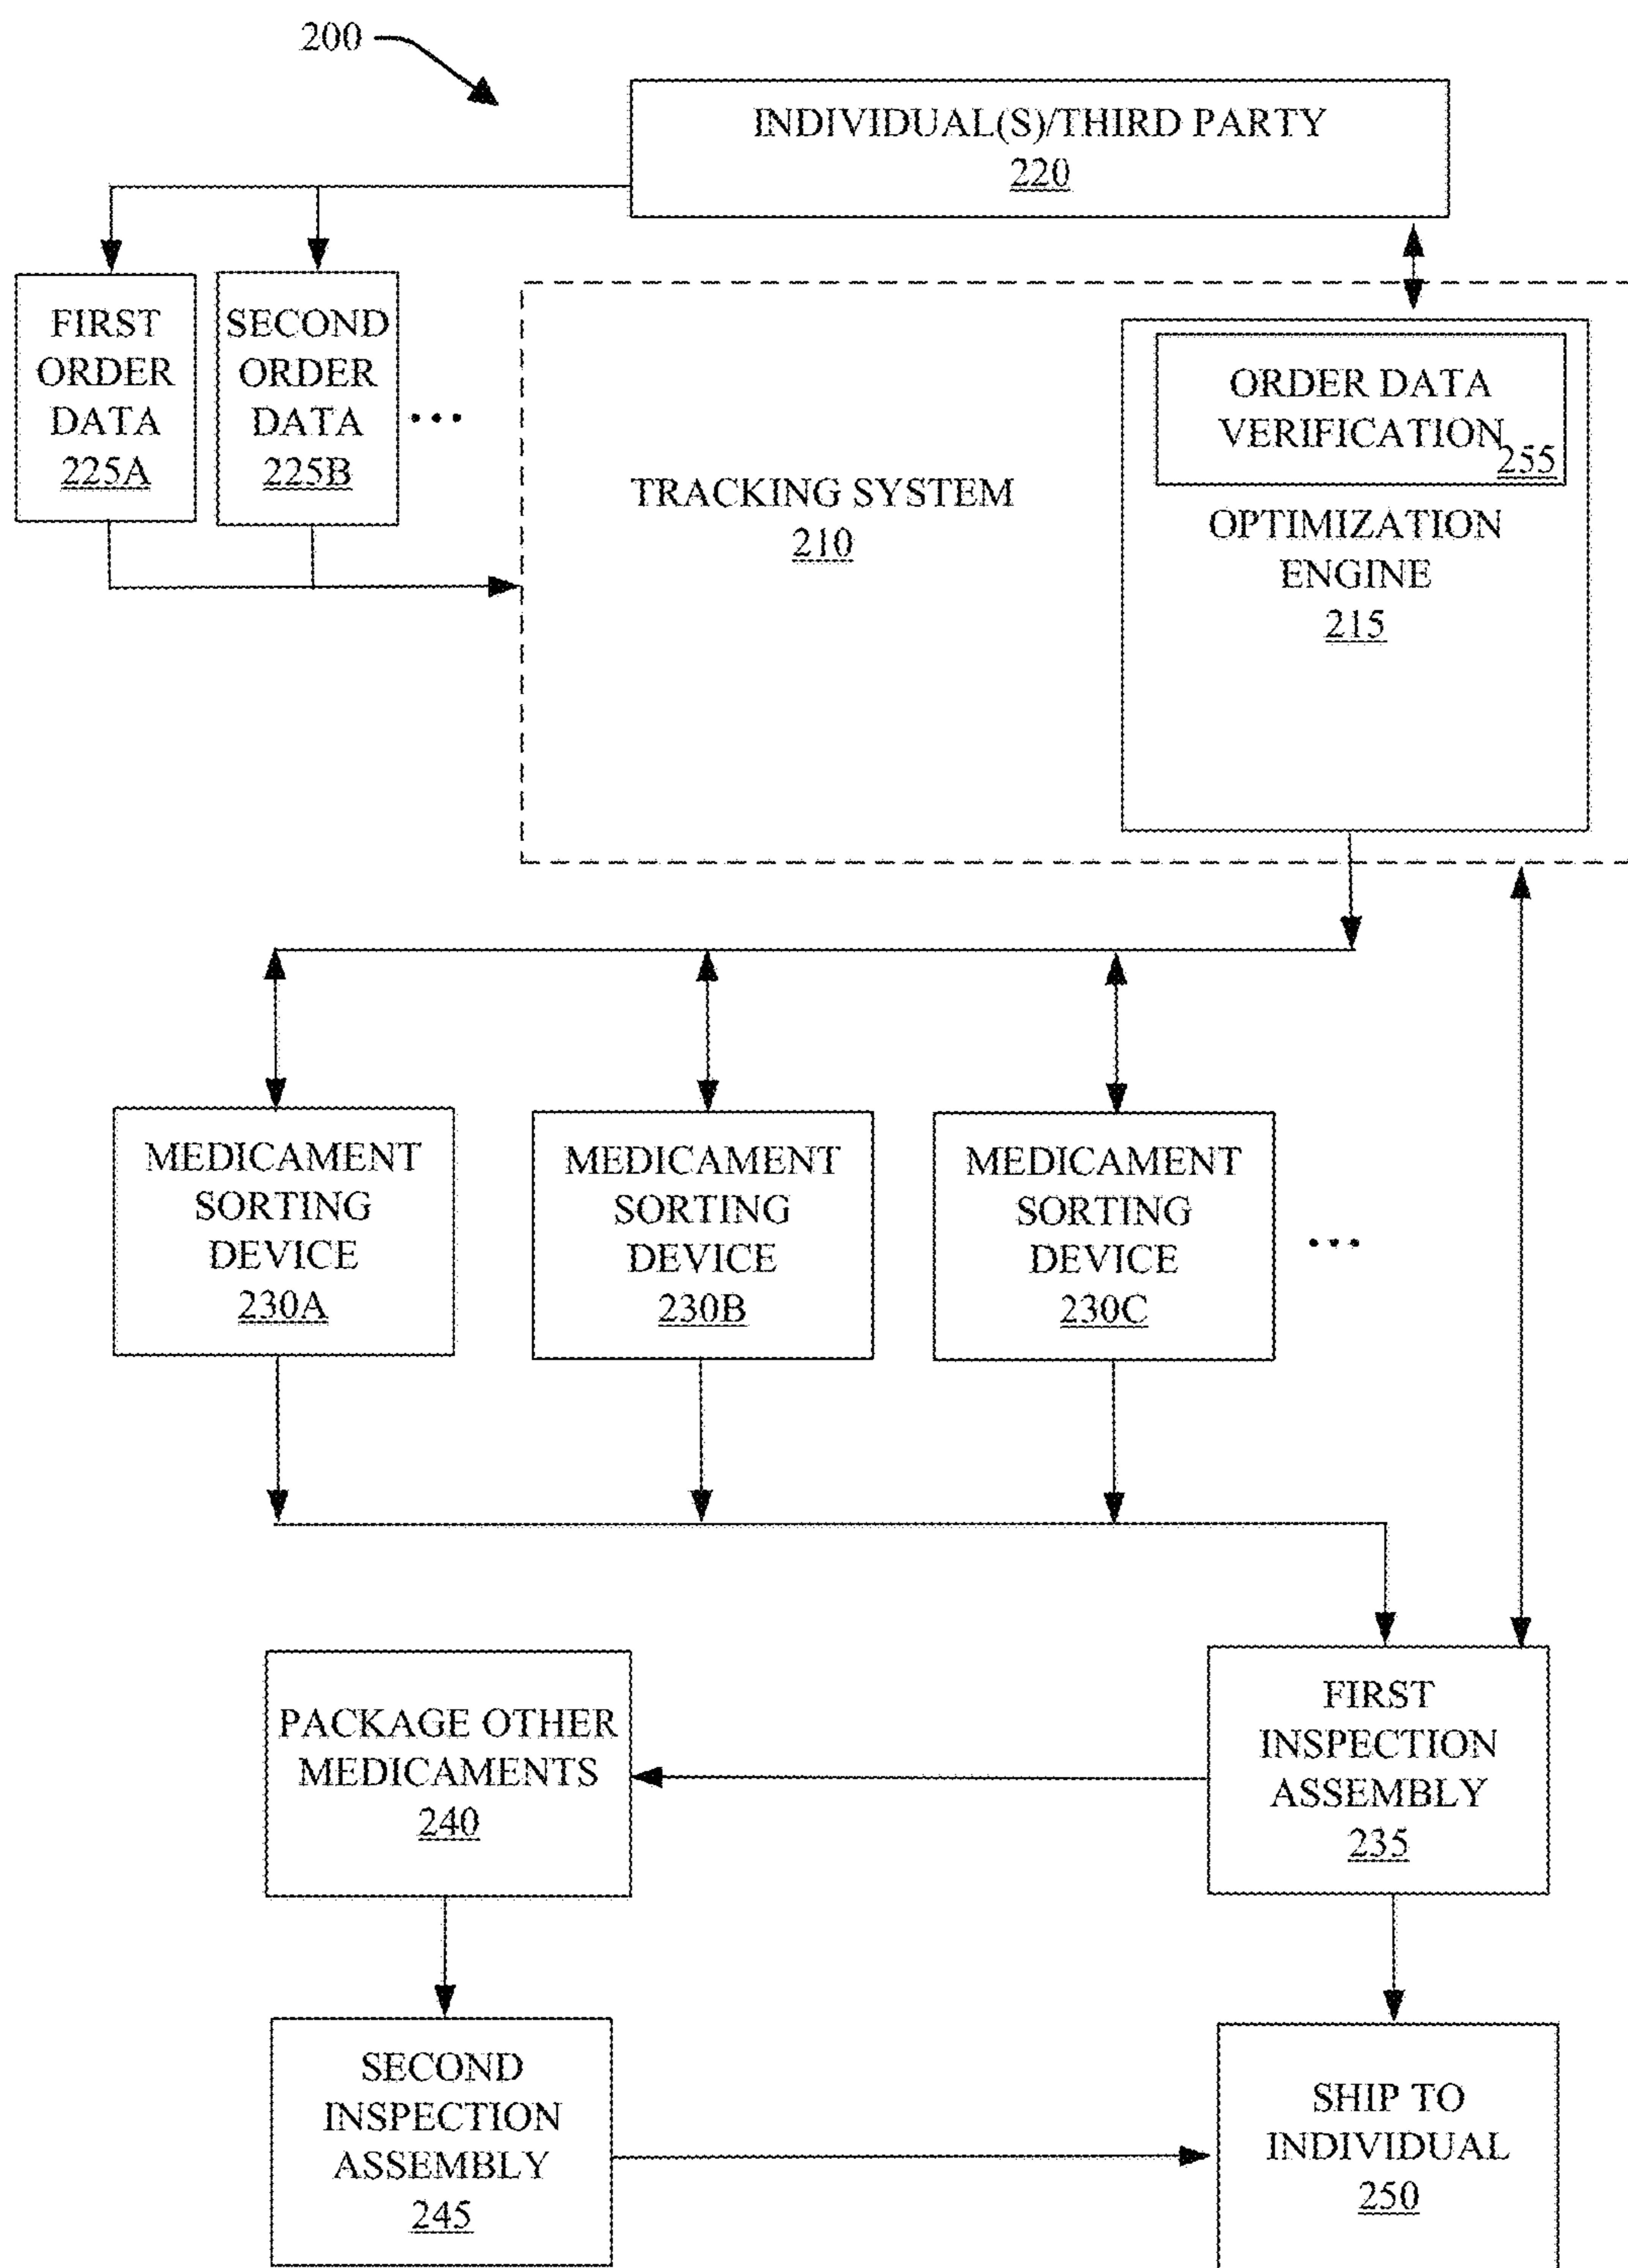 200
INDIVIDUAL(S)/THIRD PARTY
220
FIRST
ORDER
DATA
225A
SECOND
ORDER
DATA
225B
...
TRACKING SYSTEM
210
ORDER DATA
VERIFICATION
255
OPTIMIZATION
ENGINE
215
MEDICAMENT
SORTING
DEVICE
230A
MEDICAMENT
SORTING
DEVICE
230B
MEDICAMENT
SORTING
DEVICE
230C
...
PACKAGE OTHER
MEDICAMENTS
240
FIRST
INSPECTION
ASSEMBLY
235
SECOND
INSPECTION
ASSEMBLY
245
SHIP TO
INDIVIDUAL
250